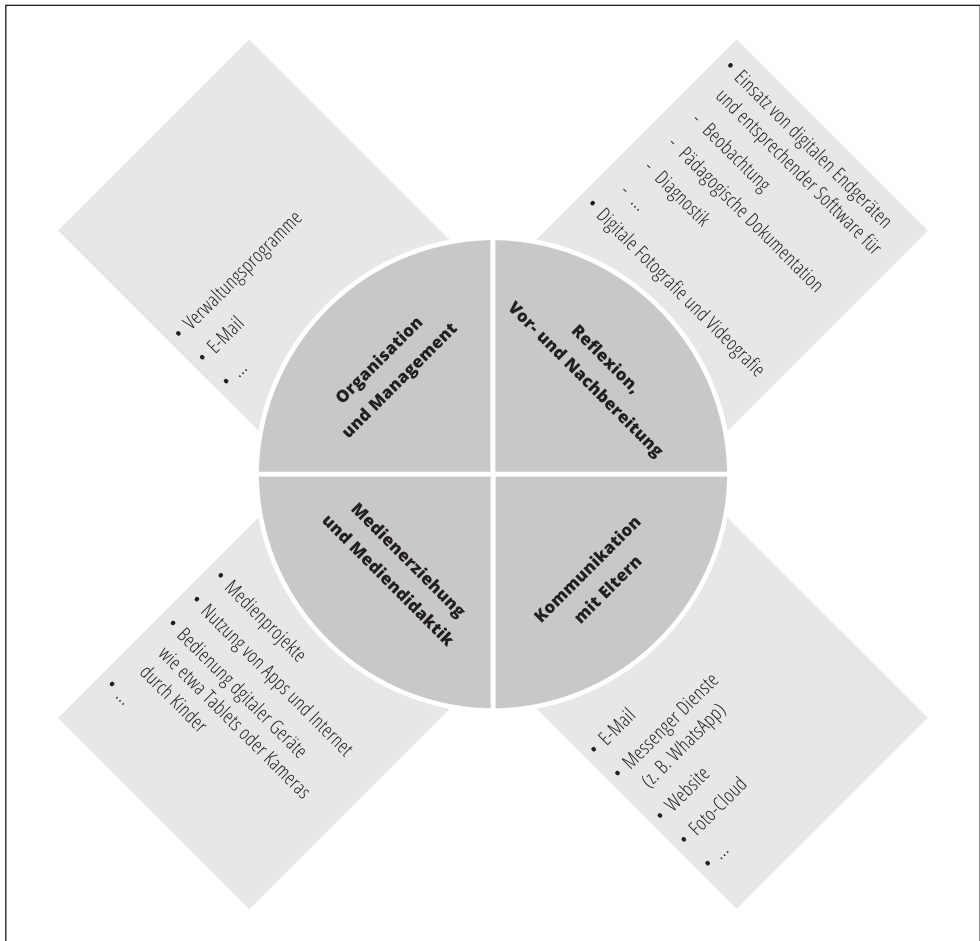 • Verwaltungsprogramme
• E-Mail
• ...
Organisation
und Management
• Einsatz von digitalen Endgeräten
und entsprechender Softtware für
- Beobachtung
- Pädagogische Dokumentation
- Diagnostik
- ...
• Digitale Fotografie und Videografie
Reflexion,
Vor- und Nachbereitung
Medienerziehung
und Mediendidaktik
• Medienprojekte
• Nutzung von Apps und Internet
• Bedienung dgitaler Geräte
wie etwa Tablets oder Kameras
durch Kinder
• ...
Kommunikation
mit Eltern
• E-Mail
• Messenger Dienste
(z. B. WhatsApp)
• Website
• Foto-Cloud
• ...